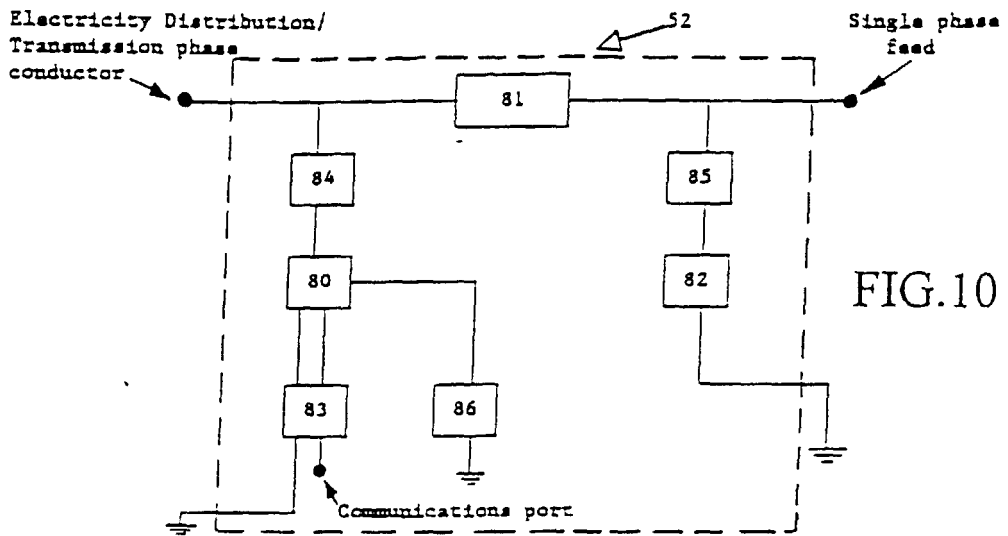 Electricity Distribution/
Transmission phase
conductor
52
Single phase
feed
81
84
85
80
82
FIG.10
83
86
Communications port